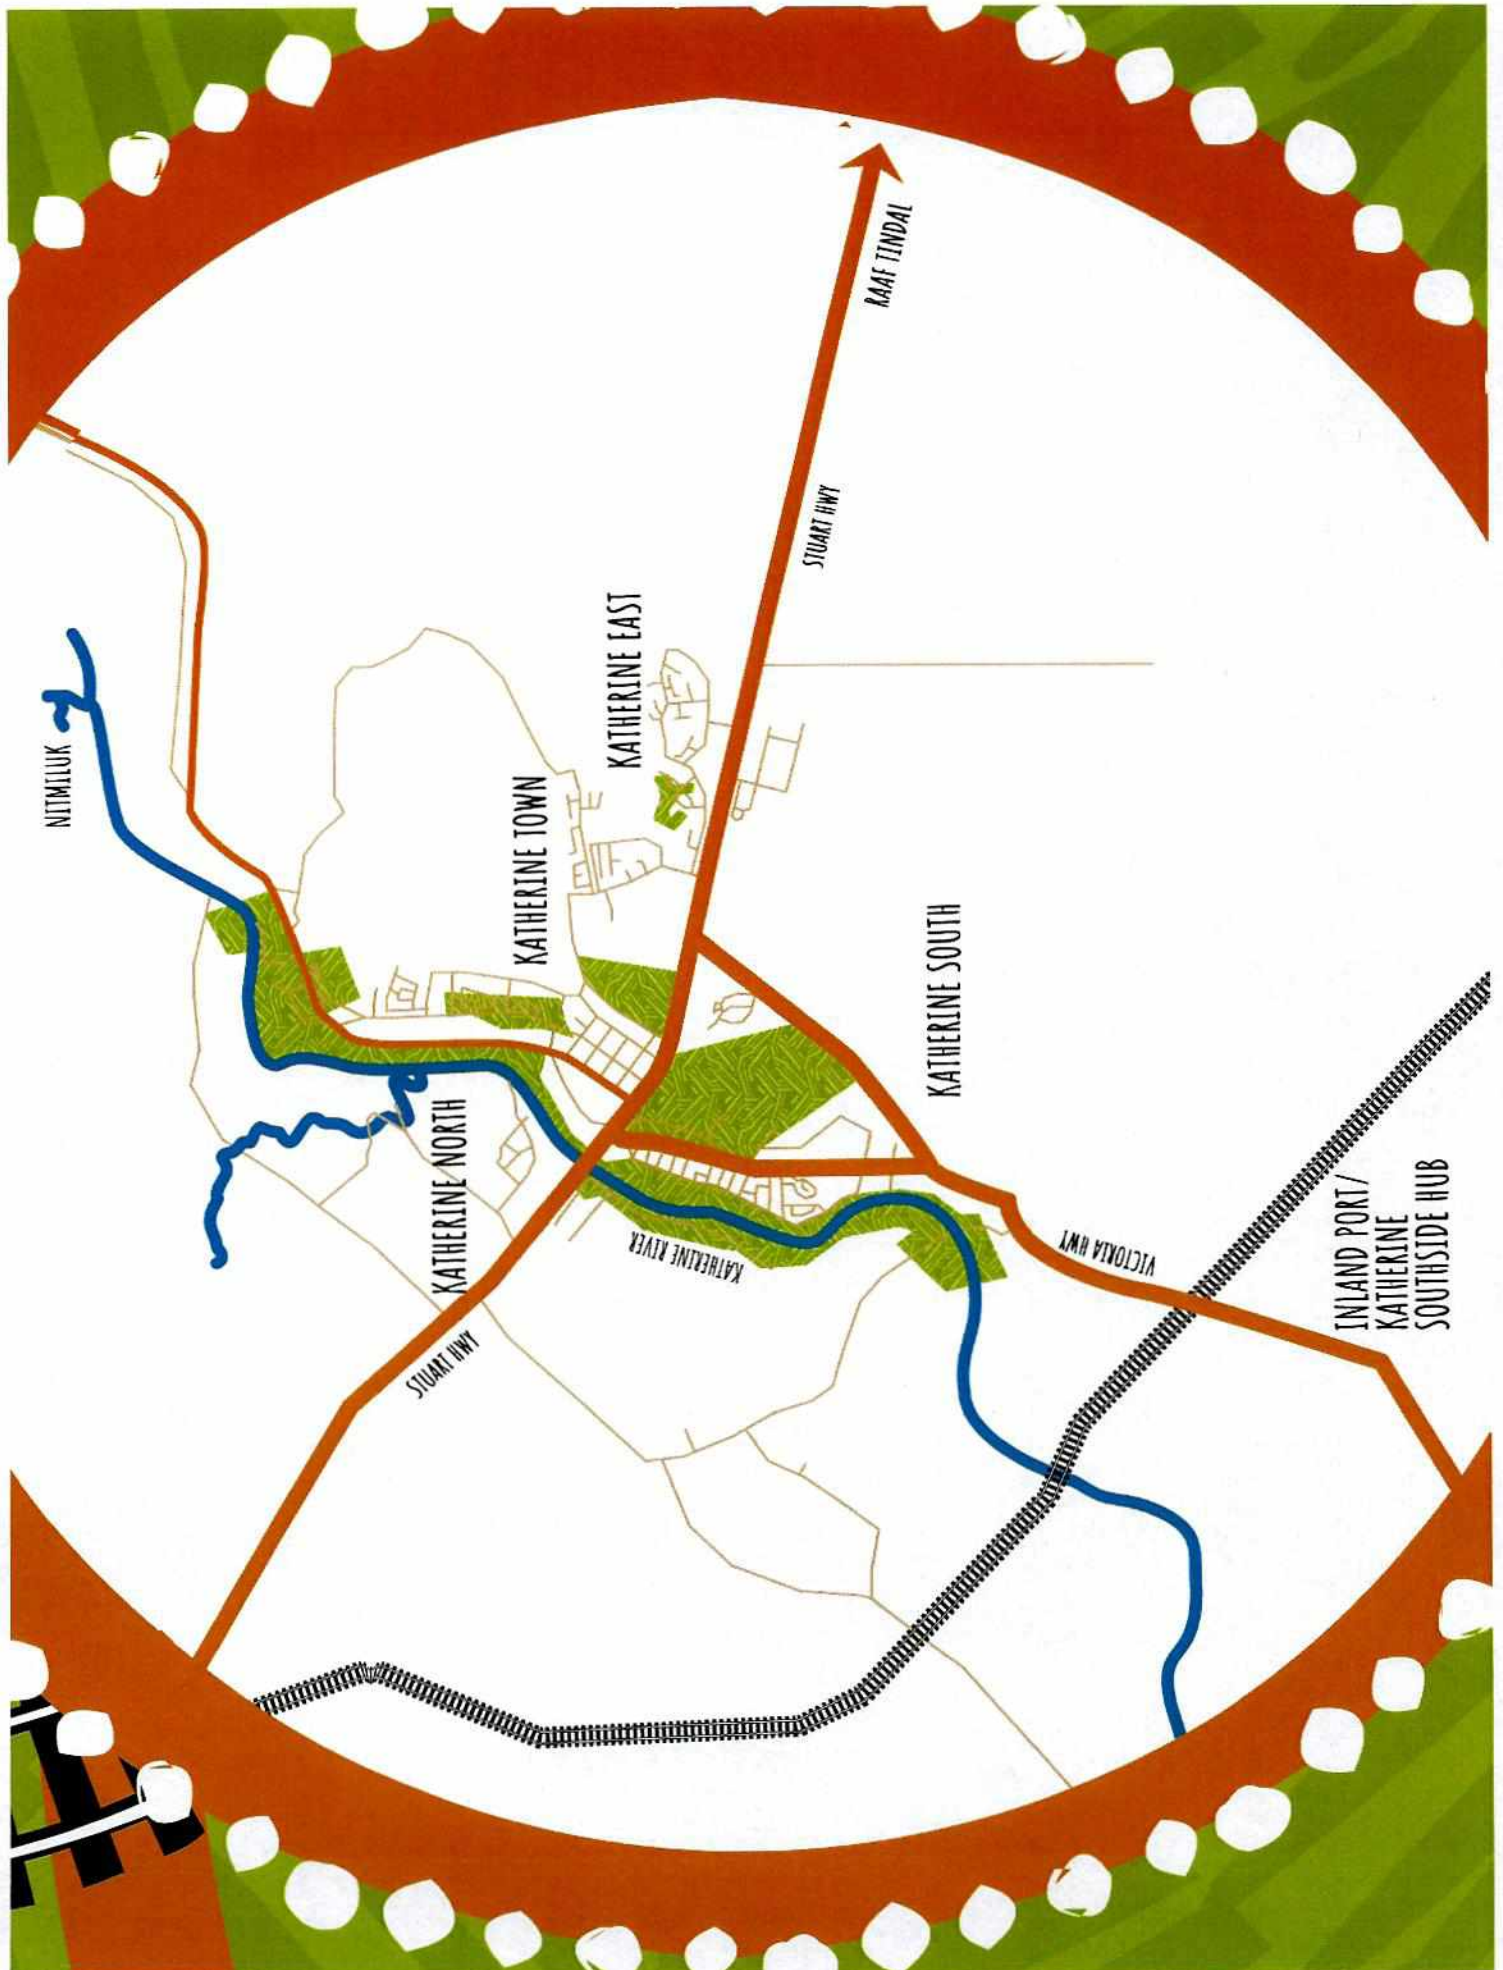 NITMILUK
KATHERINE NORTH
KATHERINE TOWN
KATHERINE EAST
STUART HWY
KATHERINE RIVER
STUART HWY
RAAF TINDAL
KATHERINE SOUTH
VICTORIA HWY
INLAND PORT/
KATHERINE
SOUTHSIDE HUB